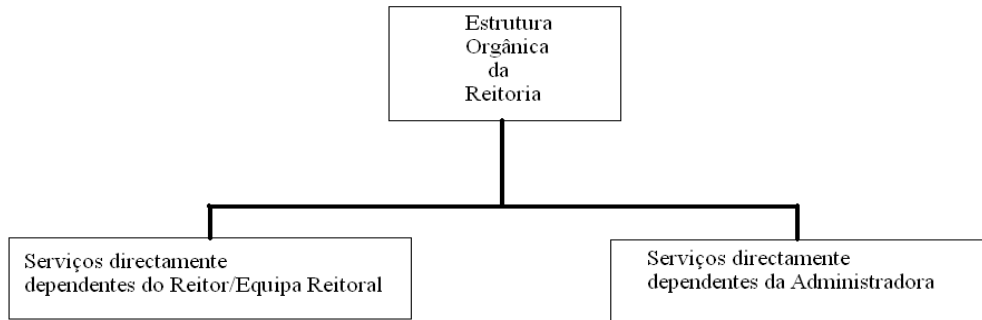 Estrutura
Orgânica
da
Reitoria
Serviços directamente
dependentes do Reitor/Equipa Reitoral
Serviços directamente
dependentes da Administradora